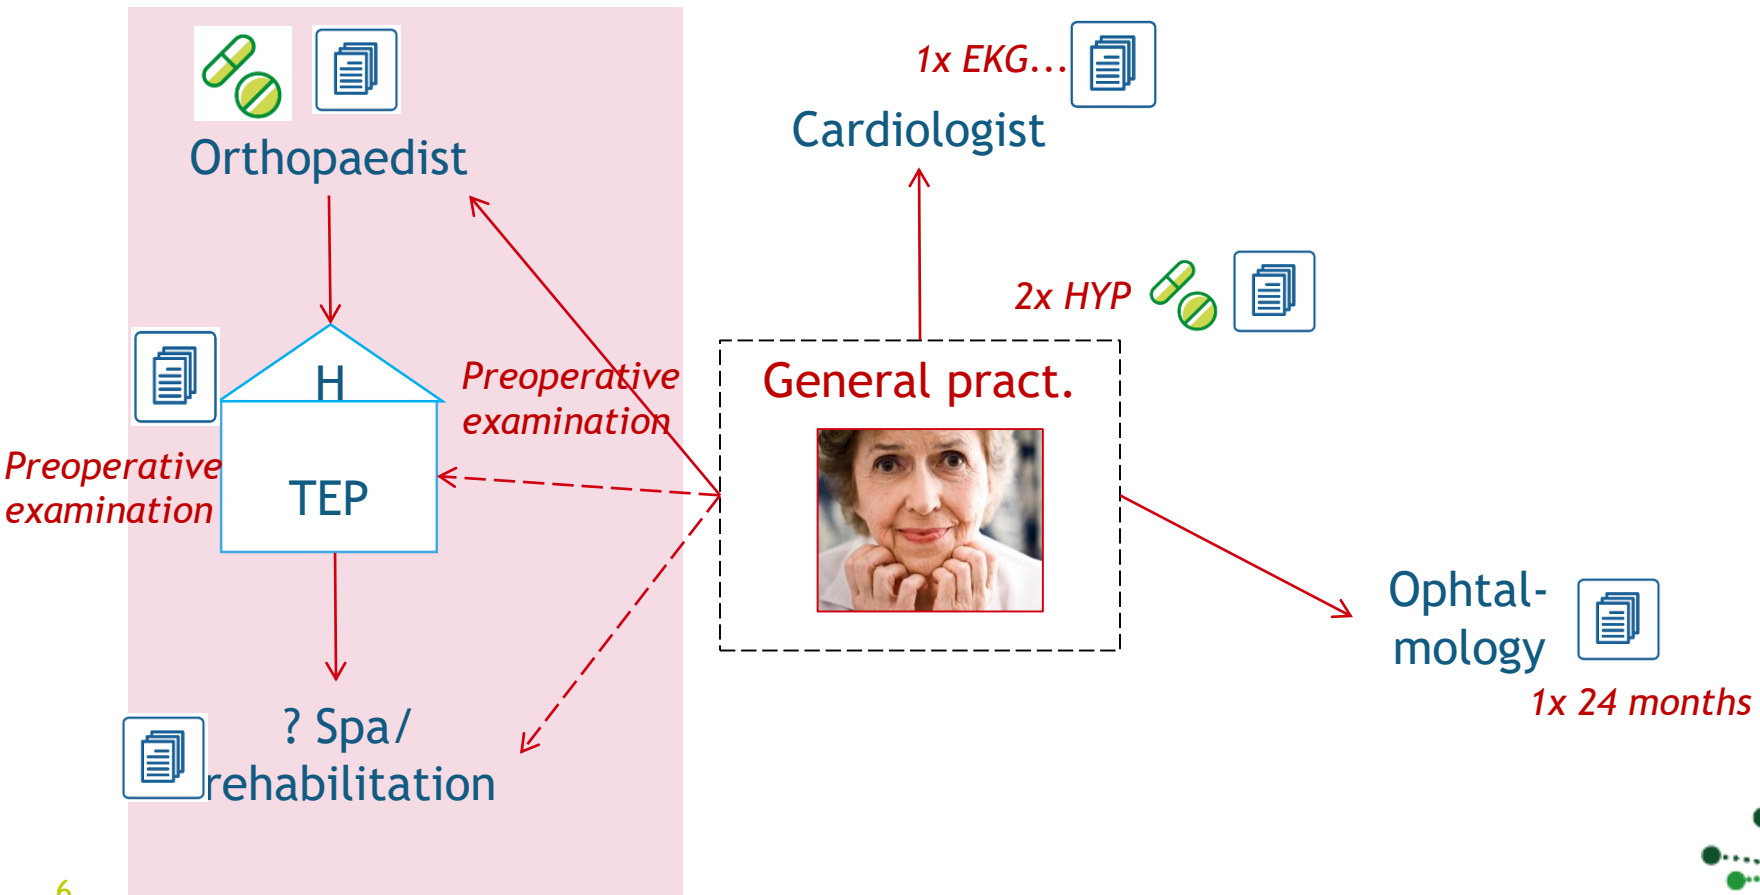 1x EKG...
Cardiologist
Orthopaedist
2x HYP
H
Preoperative
examination
General pract.
Preoperative
examination
TEP
Ophtal-
mology
1x 24 months
? Spa/
rehabilitation
6